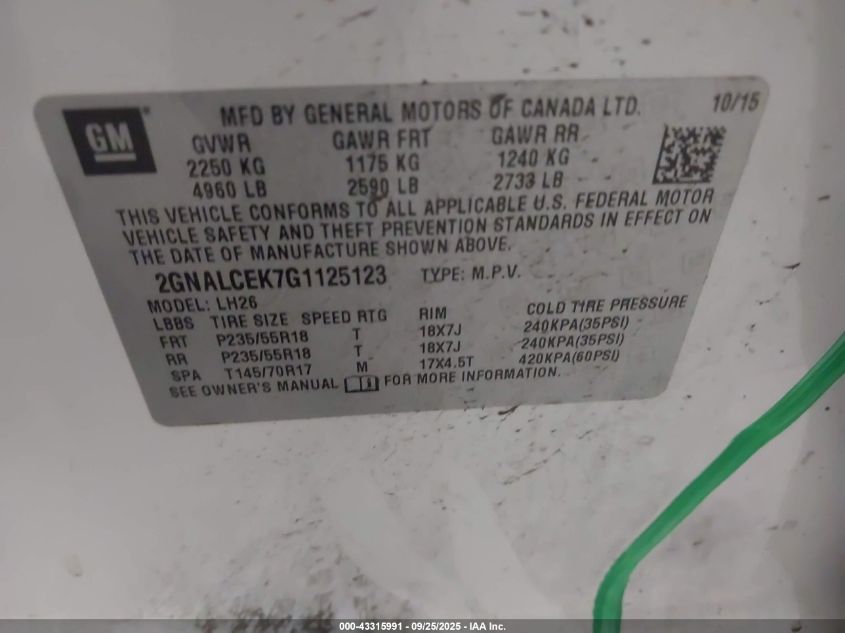 GM
MFD BY GENERAL MOTORS OF CANADA LTD. 10/15
GVWR GAWR FRT GAWR RR
2250 KG 1175 KG 1240 KG
4960 LB 2590 LB 2733 LB
THIS VEHICLE CONFORMS TO ALL APPLICABLE U.S. FEDERAL MOTOR
VEHICLE SAFETY AND THEFT PREVENTION STANDARDS IN EFFECT ON
THE DATE OF MANUFACTURE SHOWN ABOVE.
2GNALCEK7G1125123 TYPE: M.P.V.
MODEL: LH26
LBBS TIRE SIZE SPEED RTG RIM COLD TIRE PRESSURE
FRT P235/55R18 T 18X7J 240KPA(35PSI)
RR P235/55R18 T 18X7J 240KPA(35PSI)
SPA T145/70R17 M 17X4.5T 420KPA(60PSI)
SEE OWNER'S MANUAL FOR MORE INFORMATION.
000-43315991 - 09/25/2025 - IAA Inc.